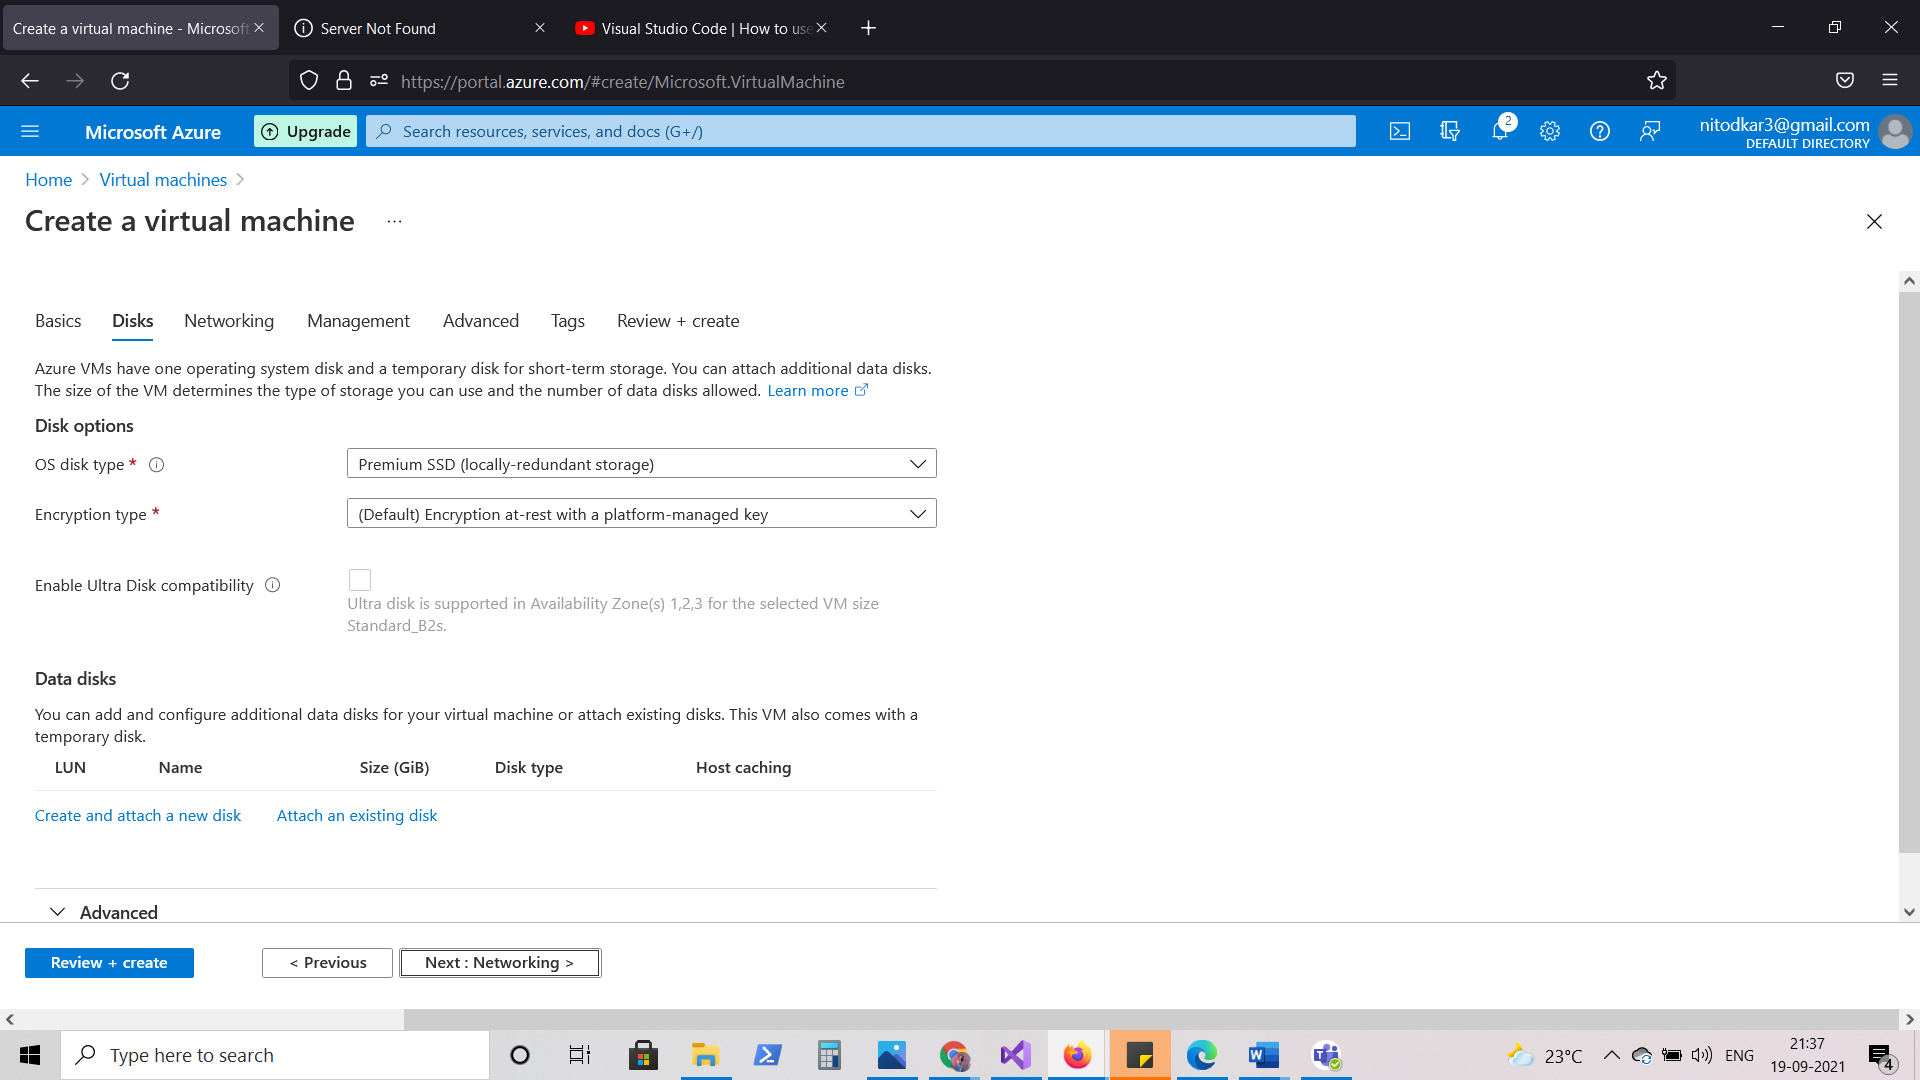 Create a virtual machine - Microsoft
Server Not Found
Visual Studio Code | How to use
https://portal.azure.com/#create/Microsoft.VirtualMachine
Microsoft Azure
Upgrade
Search resources, services, and docs (G+/)
2
nitodkar3@gmail.com
DEFAULT DIRECTORY
Home > Virtual machines >
Create a virtual machine ...
Basics Disks Networking Management Advanced Tags Review + create
Azure VMs have one operating system disk and a temporary disk for short-term storage. You can attach additional data disks.
The size of the VM determines the type of storage you can use and the number of data disks allowed. Learn more
Disk options
OS disk type *
Premium SSD (locally-redundant storage)
Encryption type *
(Default) Encryption at-rest with a platform-managed key
Enable Ultra Disk compatibility
Ultra disk is supported in Availability Zone(s) 1,2,3 for the selected VM size
Standard_B2s.
Data disks
You can add and configure additional data disks for your virtual machine or attach existing disks. This VM also comes with a
temporary disk.
LUN Name Size (GiB) Disk type Host caching
Create and attach a new disk Attach an existing disk
Advanced
Review + create
< Previous
Next : Networking >
Type here to search
23°C
ENG
21:37
19-09-2021
4